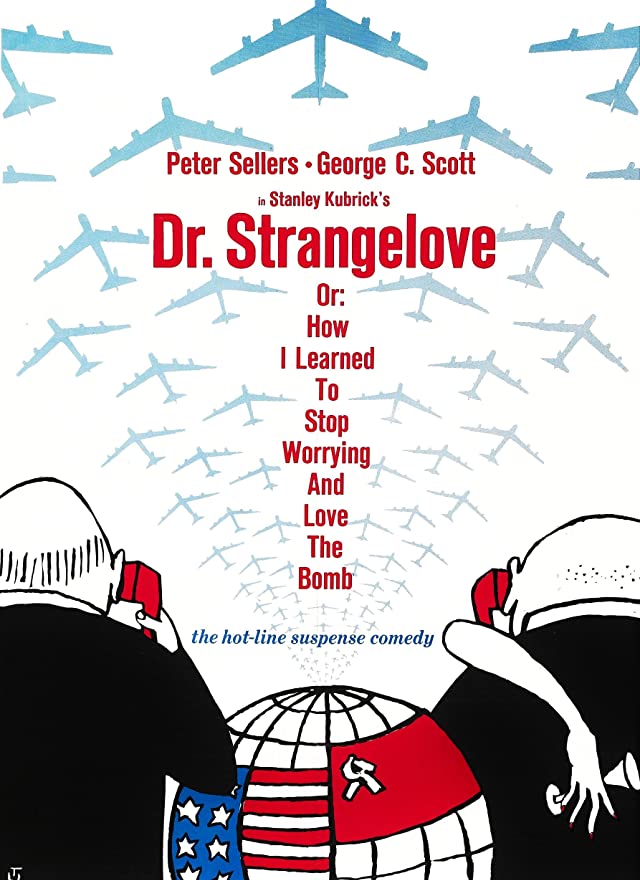 Peter Sellers • George C. Scott
in Stanley Kubrick's
Dr. Strangelove
Or:
How
I Learned
To
Stop
Worrying
And
Love
The
Bomb
the hot-line suspense comedy